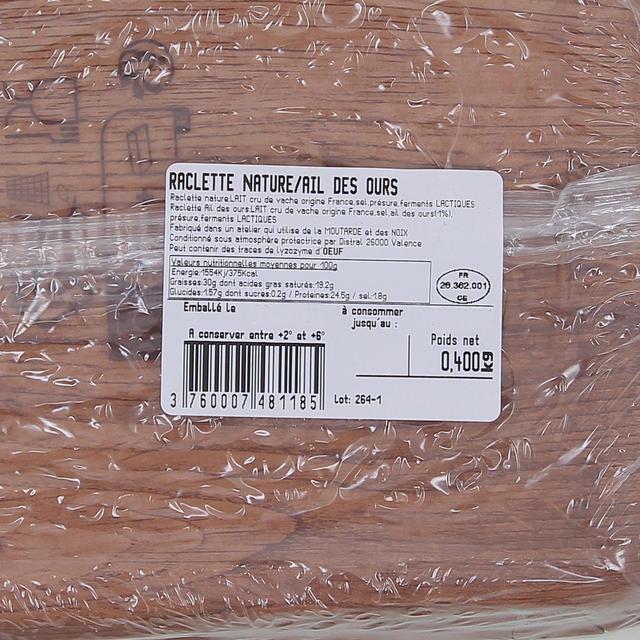 RACLETTE NATURE/AIL DES OURS
Raclette nature:LAIT cru de vache origine France,sel,présure,ferments LACTIQUES
Raclette Ail des ours:LAIT cru de vache origine France,sel,ail des ours(1%),
présure,ferments LACTIQUES
Fabriqué dans un atelier qui utilise de la MOUTARDE et des NOIX
Conditionné sous atmosphère protectrice par Distral 26000 Valence
Peut contenir des traces de lyzozyme d'OEUF
Valeurs nutritionnelles moyennes pour 100g
Energie:1554Kj/375Kcal
Graisses:30g dont acides gras saturés:19.2g
Glucides:1.57g dont sucres:0.2g / Protéines:24.5g / sel:1.8g
FR
26.362.001
CE
Emballé le
à consommer
jusqu'au :
A conserver entre +2° et +6°
Poids net
0,400Kg
3 760007 481185
Lot: 264-1